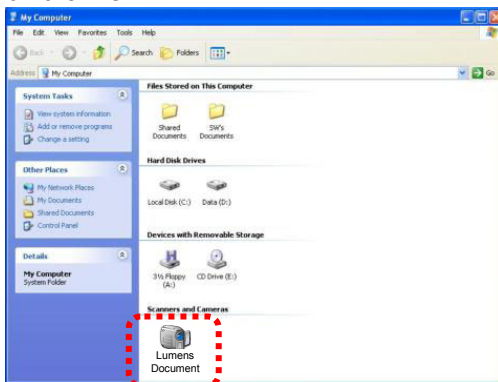 My Computer
File Edit View Favorites Tools Help
Back Search Folders
Address My Computer Go
System Tasks
View system information
Add or remove programs
Change a setting
Other Places
My Network Places
My Documents
Shared Documents
Control Panel
Details
My Computer
System Folder
Files Stored on This Computer
Shared Documents
SW's Documents
Hard Disk Drives
Local Disk (C:) Data (D:)
Devices with Removable Storage
3½ Floppy (A:)
CD Drive (E:)
Scanners and Cameras
Lumens
Document